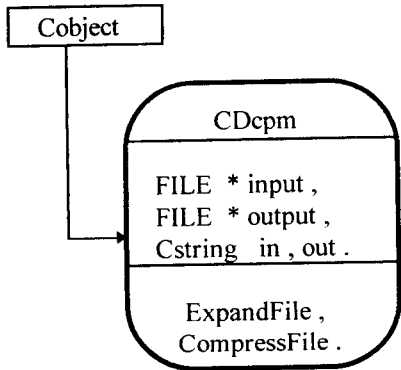 Cobject
CDcpm
FILE * input ,
FILE * output ,
Cstring in , out .
ExpandFile ,
CompressFile .